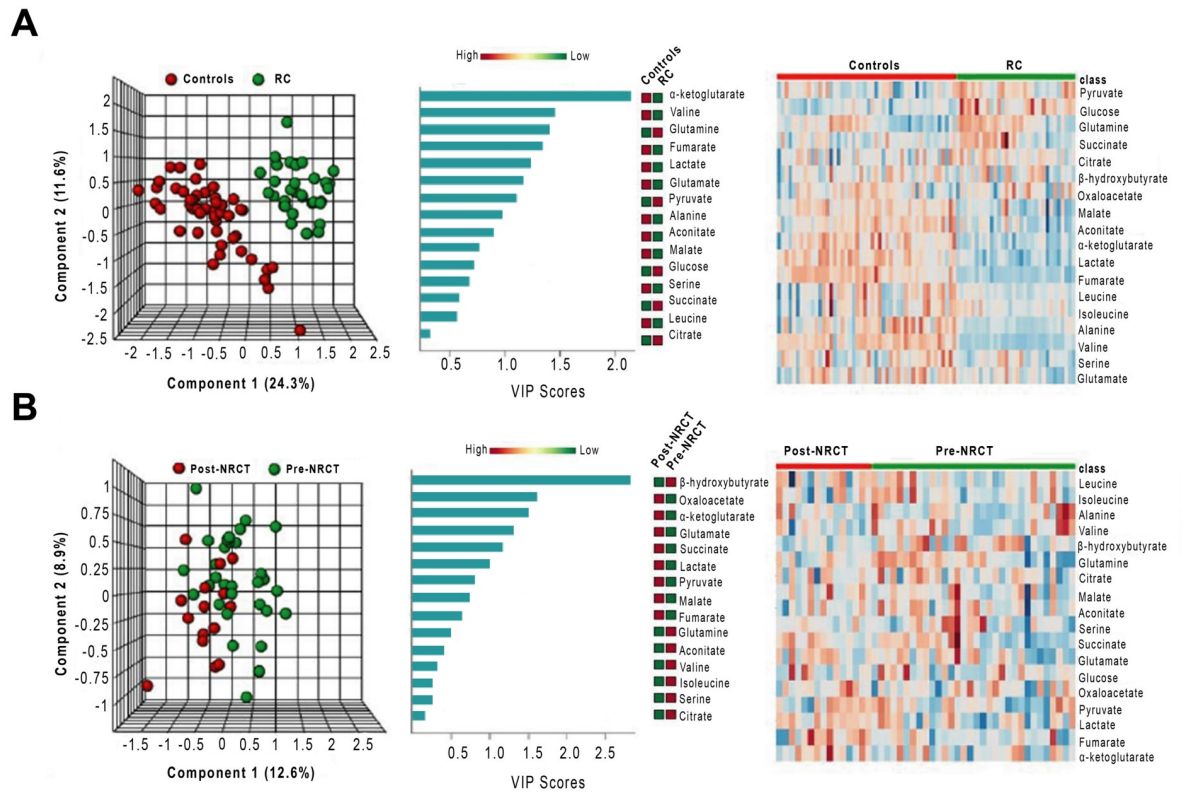 A
Controls RC
2
1.5
1
0.5
0
-0.5
-1
-1.5
-2
-2.5
-2 -1.5 -1 -0.5 0 0.5 1 1.5 2 2.5
Component 2 (11.6%)
Component 1 (24.3%)
High Low
Controls
RC
α-ketoglutarate
Valine
Glutamine
Fumarate
Lactate
Glutamate
Pyruvate
Alanine
Aconitate
Malate
Glucose
Serine
Succinate
Leucine
Citrate
0.5 1.0 1.5 2.0
VIP Scores
Controls RC
class
Pyruvate
Glucose
Glutamine
Succinate
Citrate
β-hydroxybutyrate
Oxaloacetate
Malate
Aconitate
α-ketoglutarate
Lactate
Fumarate
Leucine
Isoleucine
Alanine
Valine
Serine
Glutamate
B
Post-NRCT Pre-NRCT
1
0.75
0.5
0.25
0
-0.25
-0.5
-0.75
-1
-1.5 -1 -0.5 0 0.5 1 1.5 2 2.5
Component 2 (8.9%)
Component 1 (12.6%)
High Low
Post-NRCT
Pre-NRCT
β-hydroxybutyrate
Oxaloacetate
α-ketoglutarate
Glutamate
Succinate
Lactate
Pyruvate
Malate
Fumarate
Glutamine
Aconitate
Valine
Isoleucine
Serine
Citrate
0.5 1.0 1.5 2.0 2.5
VIP Scores
Post-NRCT Pre-NRCT
class
Leucine
Isoleucine
Alanine
Valine
β-hydroxybutyrate
Glutamine
Citrate
Malate
Aconitate
Serine
Succinate
Glutamate
Glucose
Oxaloacetate
Pyruvate
Lactate
Fumarate
α-ketoglutarate